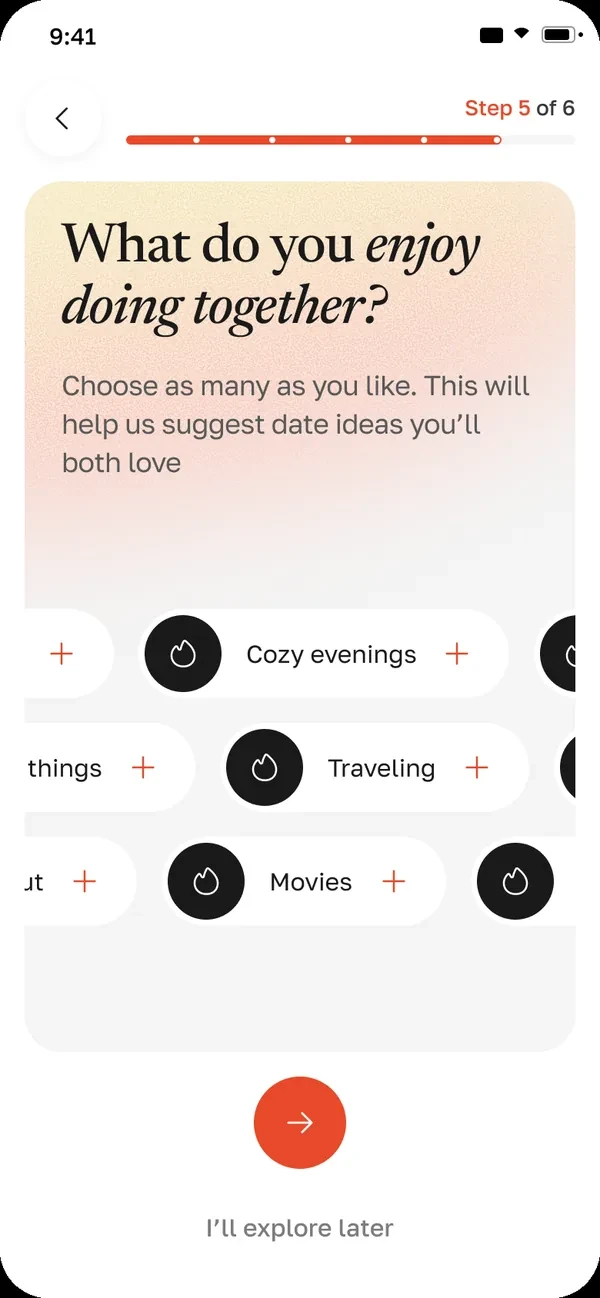 9:41
Step 5 of 6
What do you enjoy
doing together?
Choose as many as you like. This will
help us suggest date ideas you’ll
both love
Cozy evenings
things
Traveling
ut
Movies
I’ll explore later